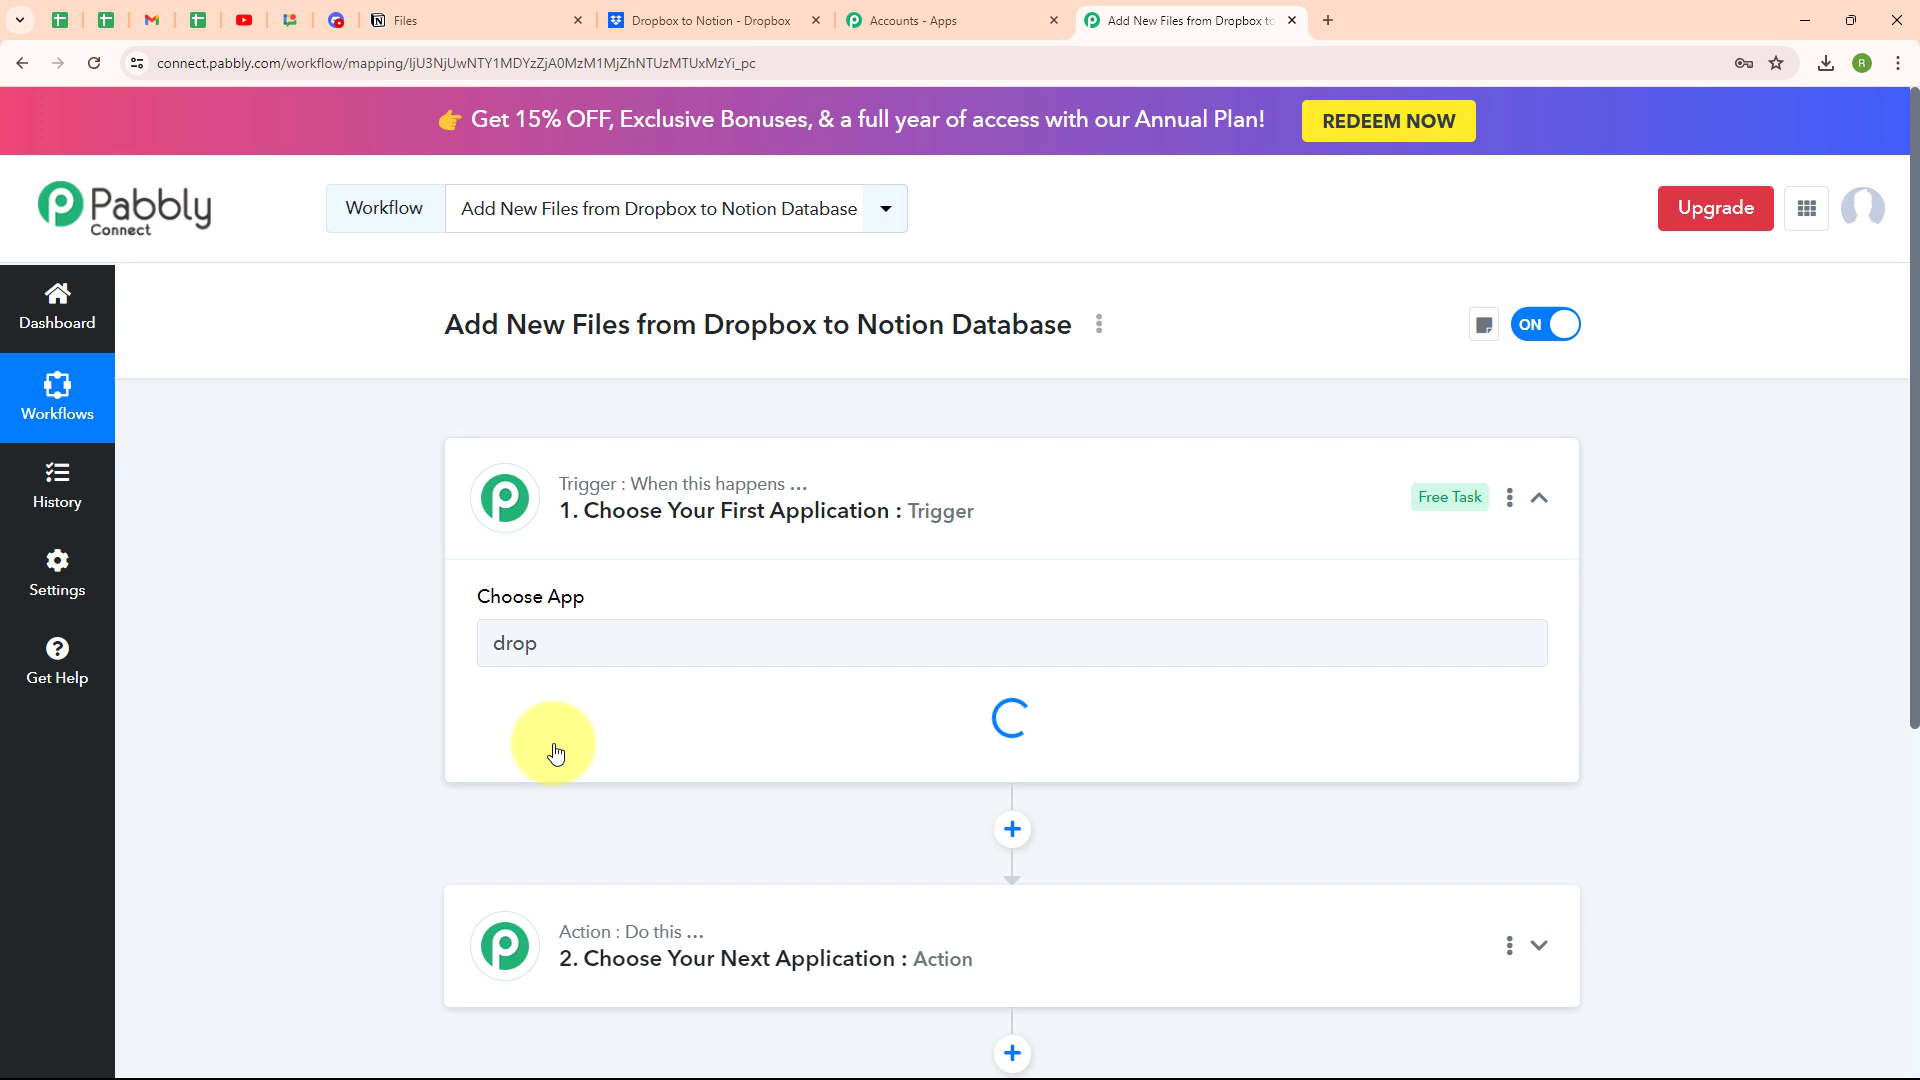 Files
Dropbox to Notion - Dropbox
Accounts - Apps
Add New Files from Dropbox to
connect.pabbly.com/workflow/mapping/IjU3NjUwNTY1MDYzZjA0MzM1MjZhNTUzMTUxMzYi_pc
R
Get 15% OFF, Exclusive Bonuses, & a full year of access with our Annual Plan!
REDEEM NOW
Pabbly
Connect
Workflow
Add New Files from Dropbox to Notion Database
Upgrade
Dashboard
Workflows
History
Settings
Get Help
Add New Files from Dropbox to Notion Database
ON
Trigger : When this happens ...
1. Choose Your First Application : Trigger
Free Task
Choose App
drop
Action : Do this ...
2. Choose Your Next Application : Action